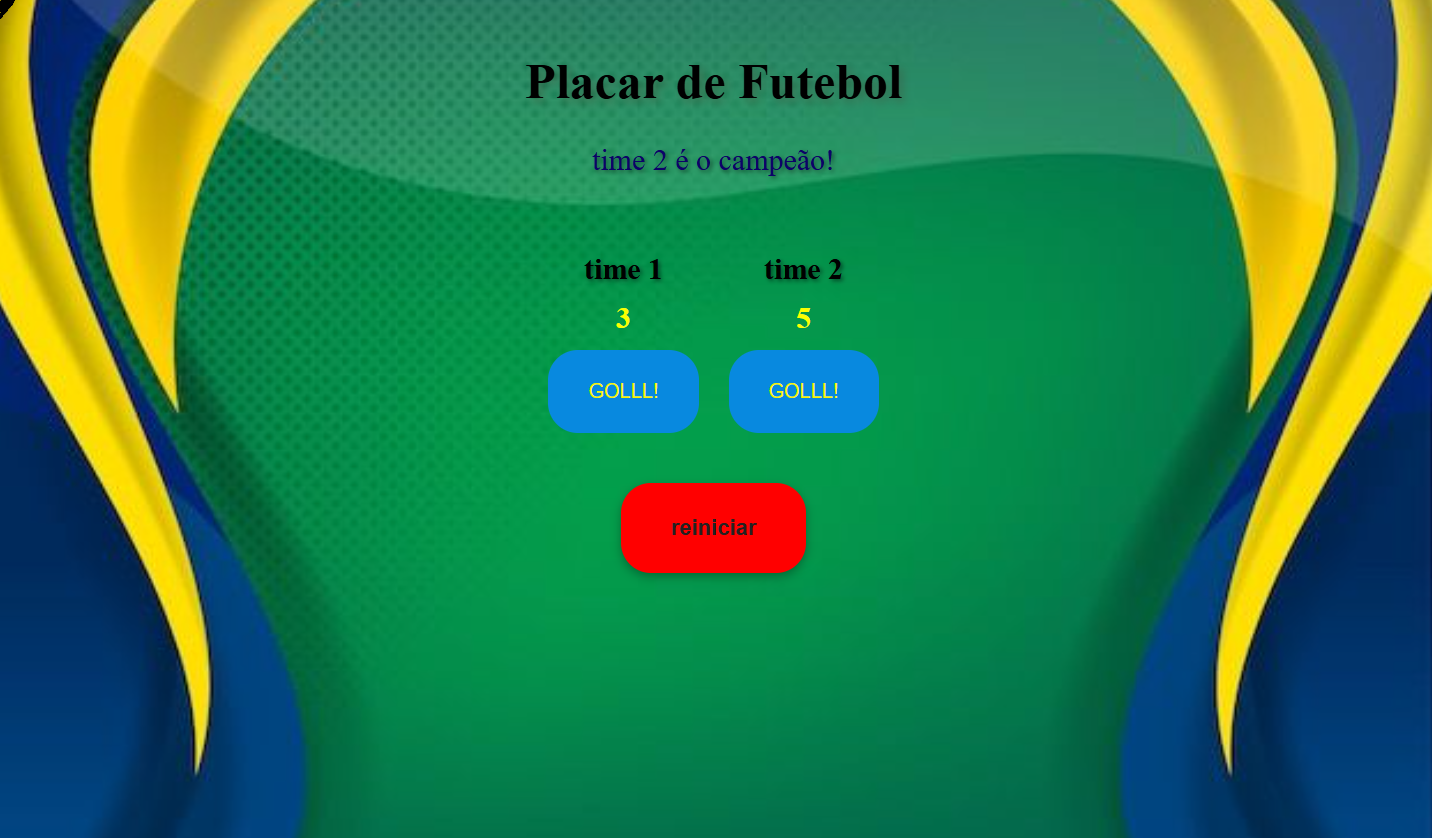 Placar de Futebol
time 2 é o campeão!
time 1 time 2
3 5
GOLLL! GOLLL!
reiniciar